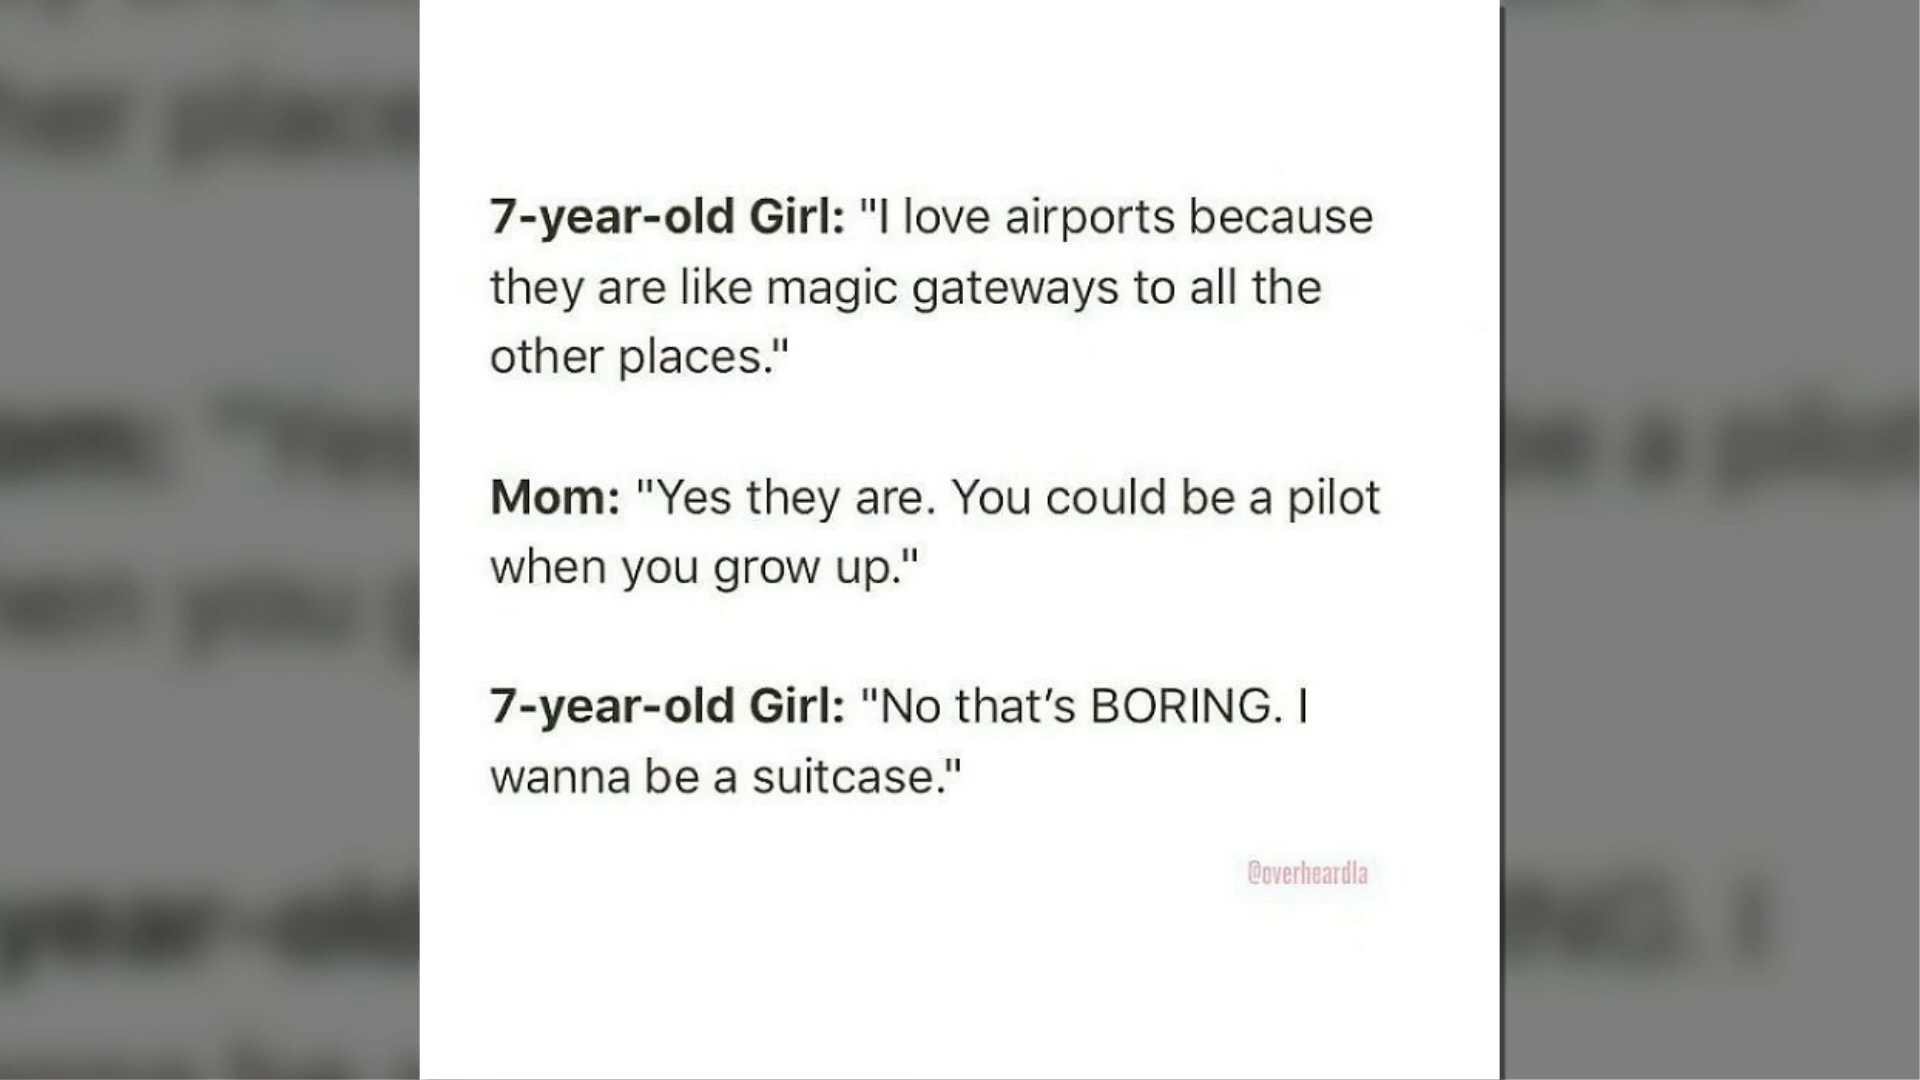 7-year-old Girl: "I love airports because
they are like magic gateways to all the
other places."
Mom: "Yes they are. You could be a pilot
when you grow up."
7-year-old Girl: "No that’s BORING. I
wanna be a suitcase."
@overheardla